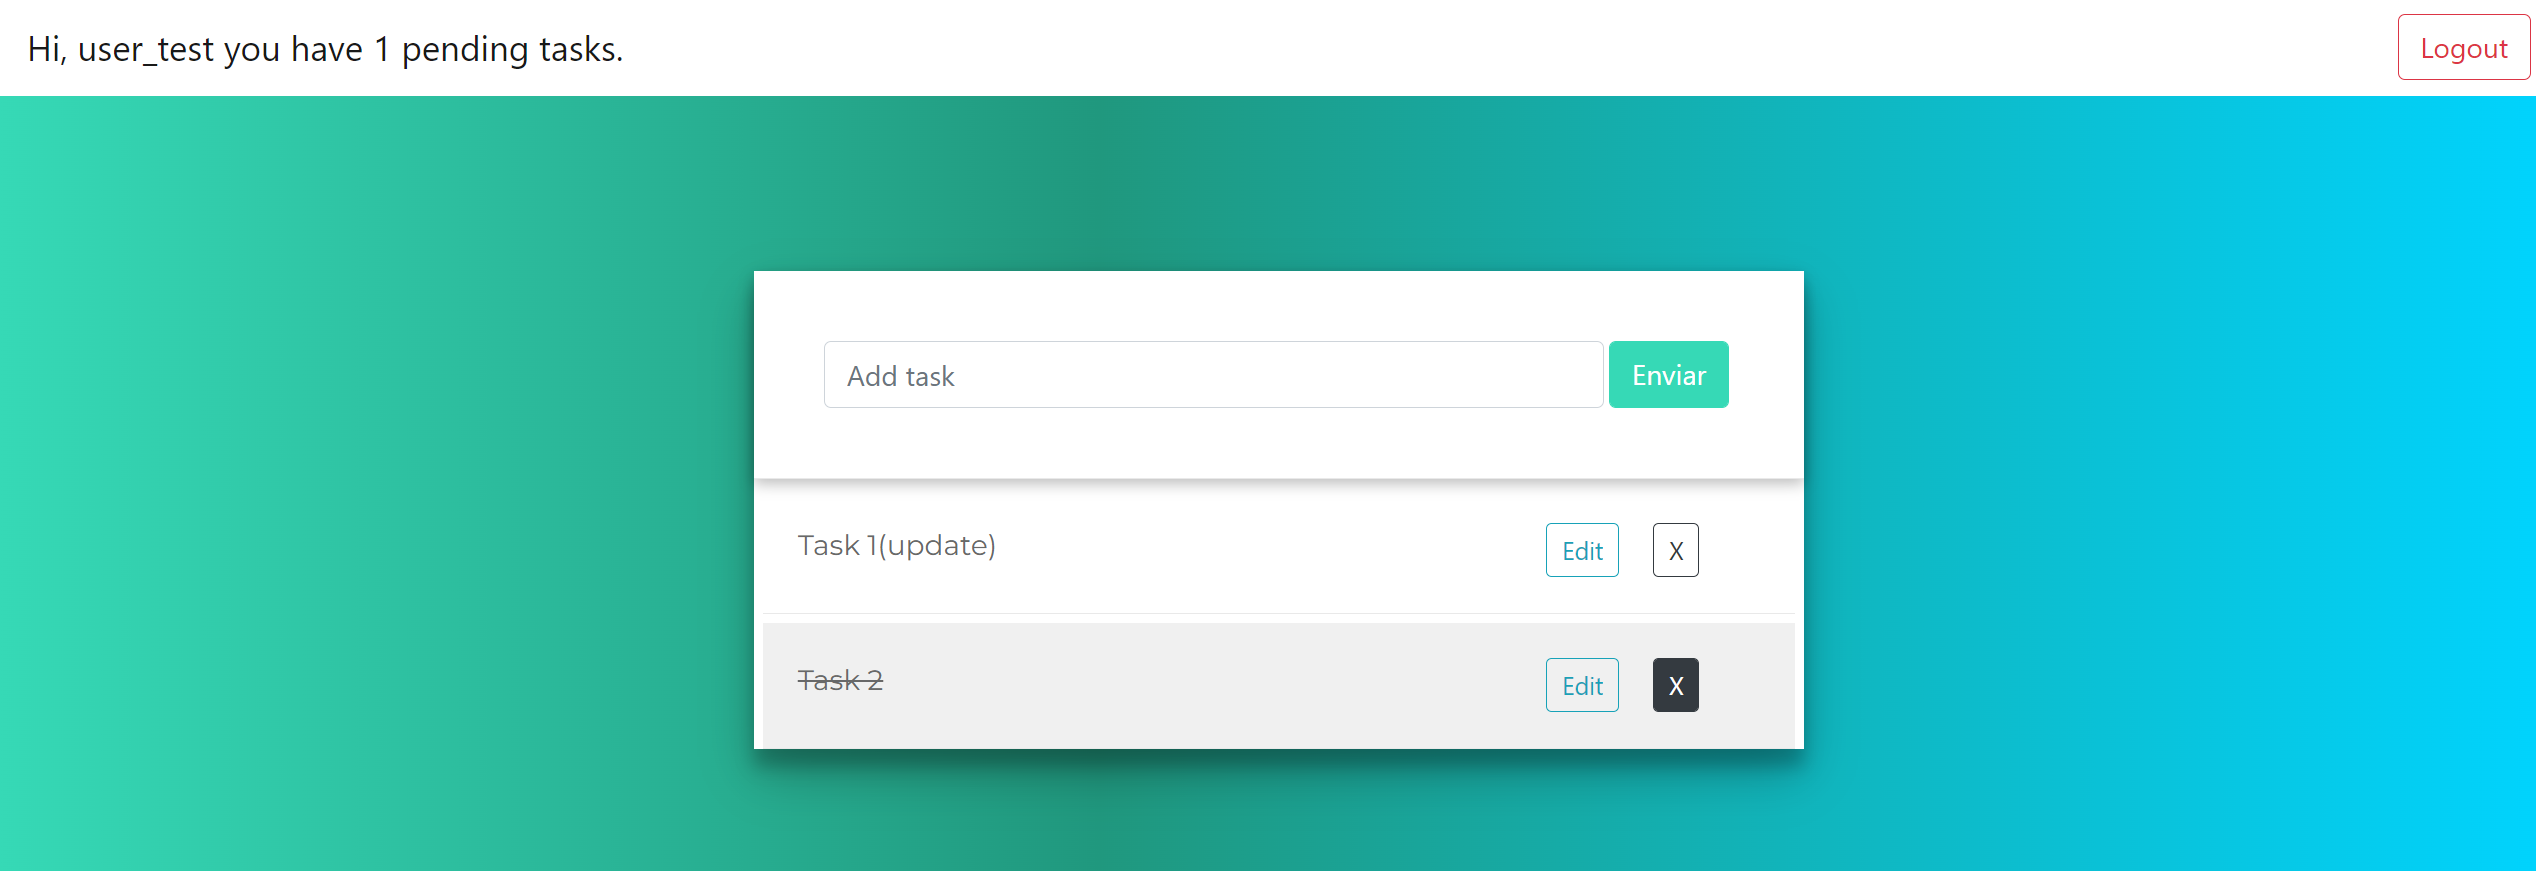 Hi, user_test you have 1 pending tasks.
Logout
Add task
Enviar
Task 1(update)
Edit
X
Task 2
Edit
X